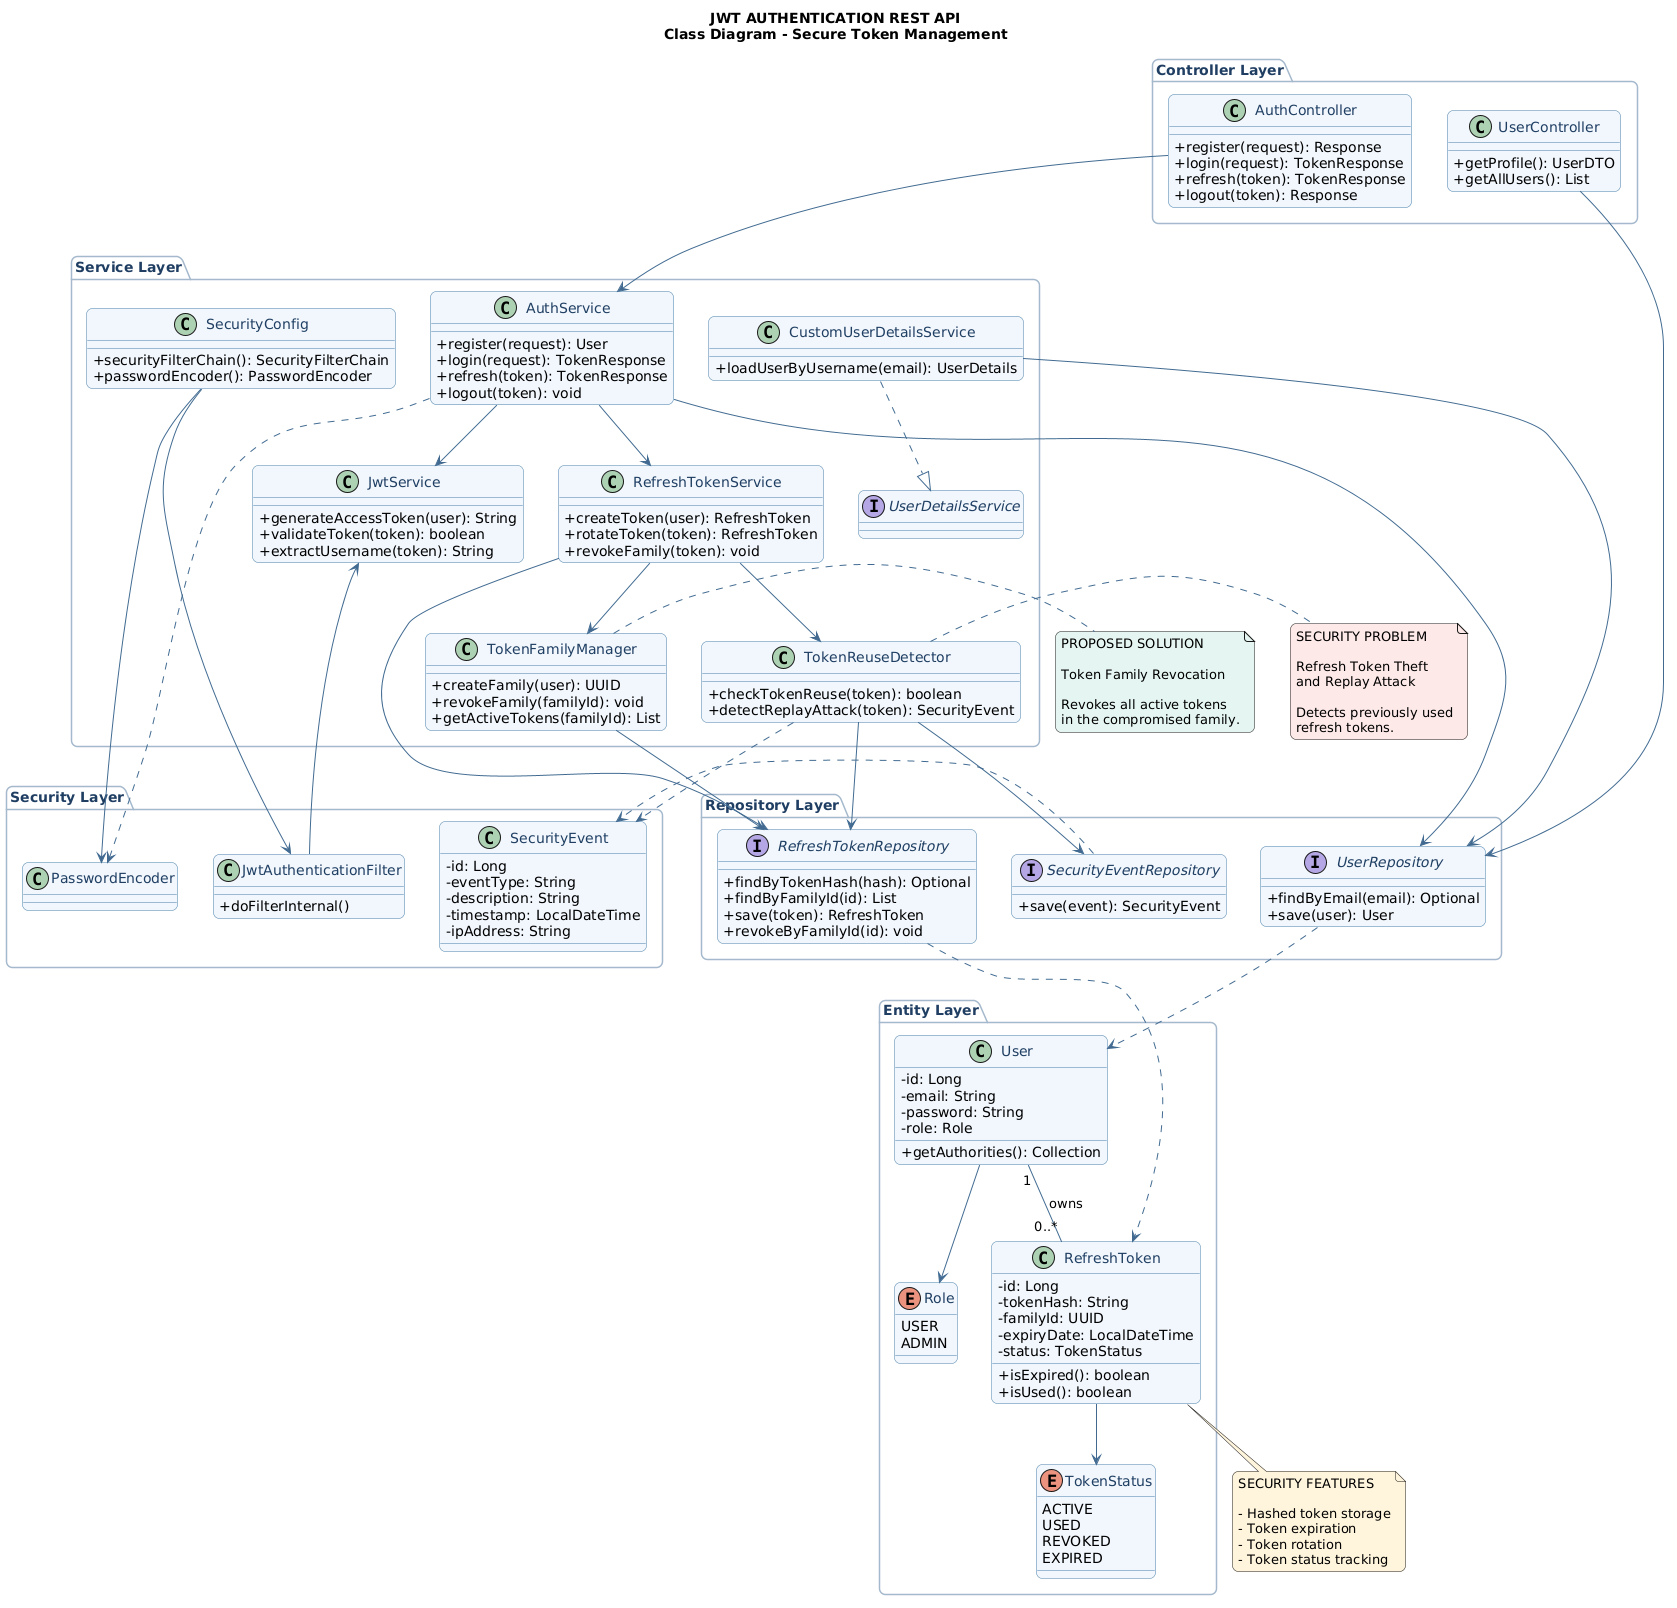 JWT AUTHENTICATION REST API
Class Diagram - Secure Token Management
Controller Layer
C AuthController
+register(request): Response
+login(request): TokenResponse
+refresh(token): TokenResponse
+logout(token): Response
C UserController
+getProfile(): UserDTO
+getAllUsers(): List
Service Layer
C SecurityConfig
+securityFilterChain(): SecurityFilterChain
+passwordEncoder(): PasswordEncoder
C AuthService
+register(request): User
+login(request): TokenResponse
+refresh(token): TokenResponse
+logout(token): void
C CustomUserDetailsService
+loadUserByUsername(email): UserDetails
C JwtService
+generateAccessToken(user): String
+validateToken(token): boolean
+extractUsername(token): String
C RefreshTokenService
+createToken(user): RefreshToken
+rotateToken(token): RefreshToken
+revokeFamily(token): void
I UserDetailsService
C TokenFamilyManager
+createFamily(user): UUID
+revokeFamily(familyId): void
+getActiveTokens(familyId): List
C TokenReuseDetector
+checkTokenReuse(token): boolean
+detectReplayAttack(token): SecurityEvent
PROPOSED SOLUTION
Token Family Revocation
Revokes all active tokens
in the compromised family.
SECURITY PROBLEM
Refresh Token Theft
and Replay Attack
Detects previously used
refresh tokens.
Security Layer
C PasswordEncoder
C JwtAuthenticationFilter
+doFilterInternal()
C SecurityEvent
-id: Long
-eventType: String
-description: String
-timestamp: LocalDateTime
-ipAddress: String
Repository Layer
I RefreshTokenRepository
+findByTokenHash(hash): Optional
+findByFamilyId(id): List
+save(token): RefreshToken
+revokeByFamilyId(id): void
I SecurityEventRepository
+save(event): SecurityEvent
I UserRepository
+findByEmail(email): Optional
+save(user): User
Entity Layer
C User
-id: Long
-email: String
-password: String
-role: Role
+getAuthorities(): Collection
1
owns
0..*
E Role
USER
ADMIN
C RefreshToken
-id: Long
-tokenHash: String
-familyId: UUID
-expiryDate: LocalDateTime
-status: TokenStatus
+isExpired(): boolean
+isUsed(): boolean
E TokenStatus
ACTIVE
USED
REVOKED
EXPIRED
SECURITY FEATURES
- Hashed token storage
- Token expiration
- Token rotation
- Token status tracking